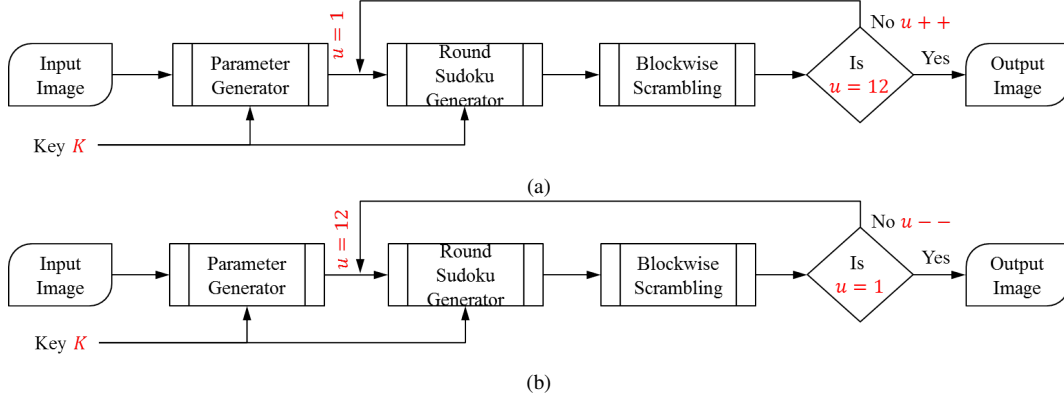 u = 1
No u + +
Input
Image
Parameter
Generator
Round
Sudoku
Generator
Blockwise
Scrambling
Is
u = 12
Yes
Output
Image
Key K
(a)
u = 12
No u − −
Input
Image
Parameter
Generator
Round
Sudoku
Generator
Blockwise
Scrambling
Is
u = 1
Yes
Output
Image
Key K
(b)